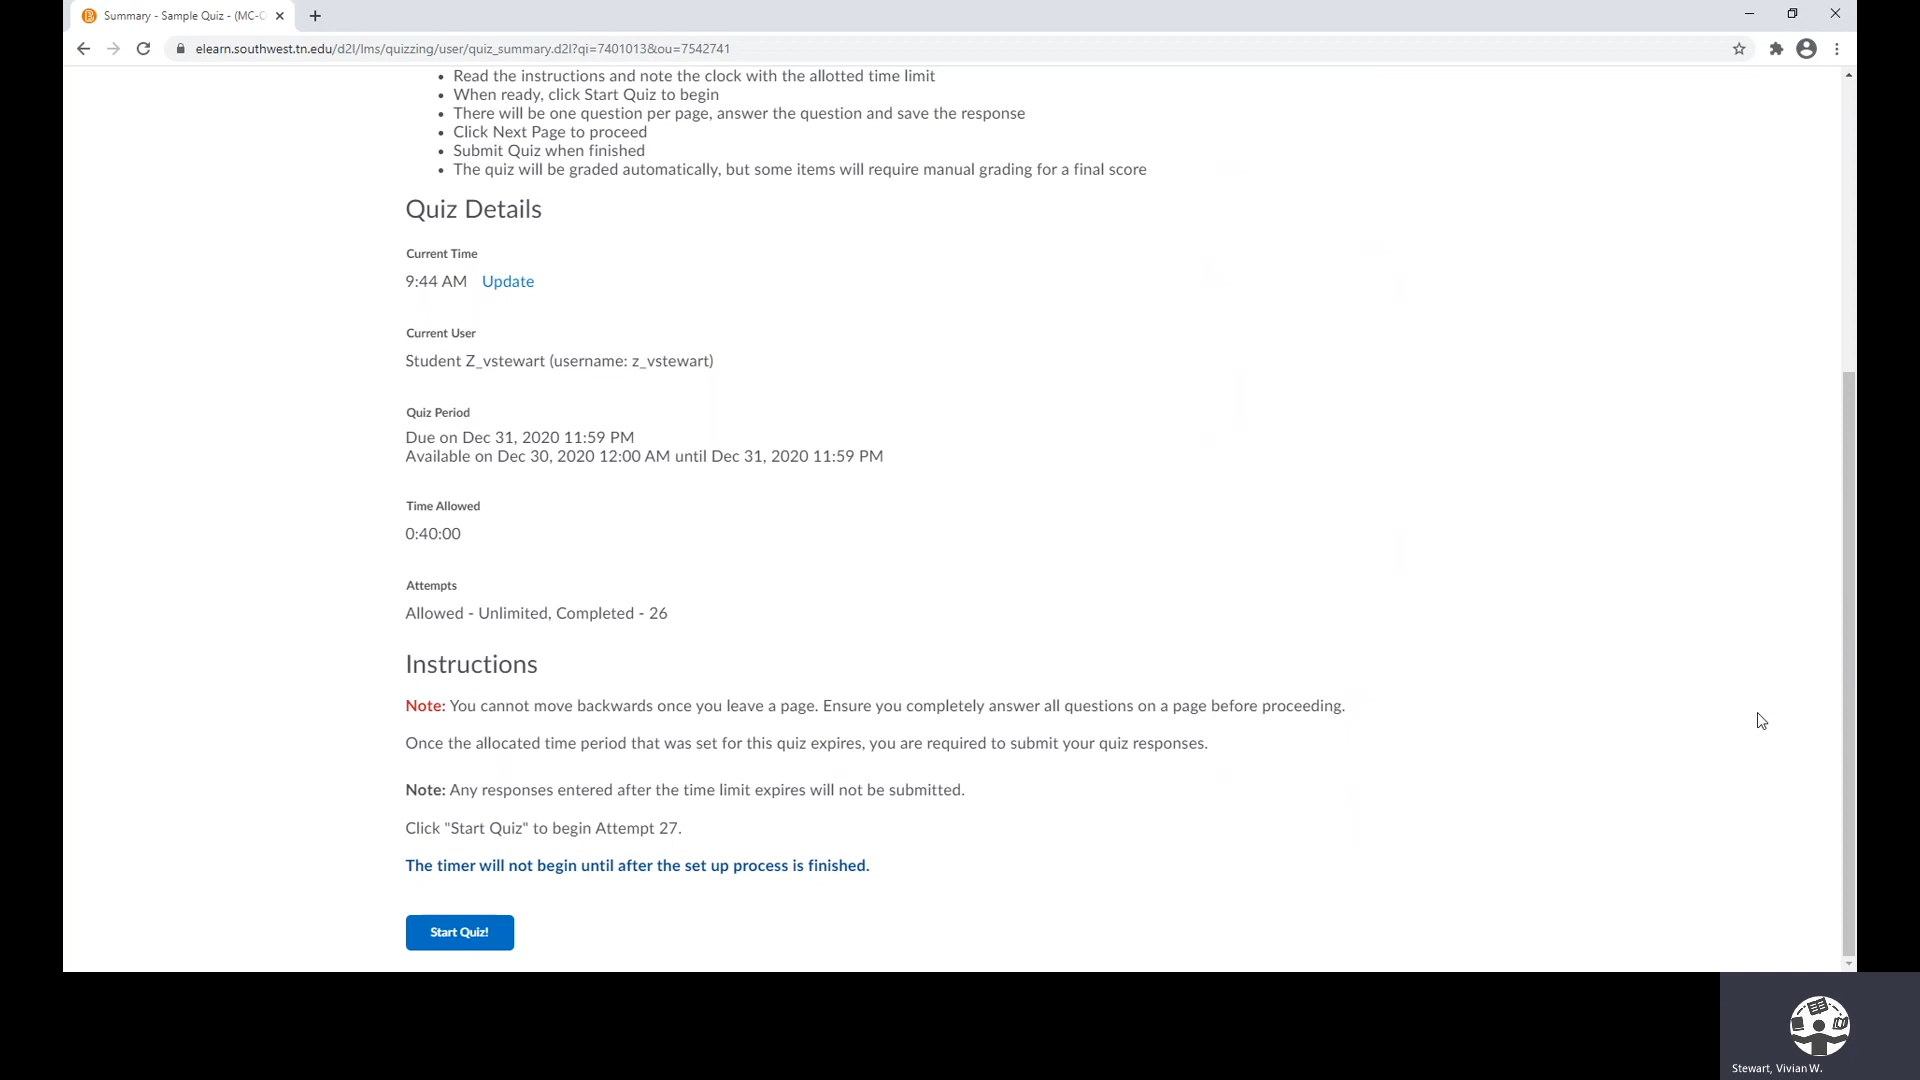 Summary - Sample Quiz - (MC-C
elearn.southwest.tn.edu/d2l/lms/quizzing/user/quiz_summary.d2l?qi=7401013&ou=7542741
• Read the instructions and note the clock with the allotted time limit
• When ready, click Start Quiz to begin
• There will be one question per page, answer the question and save the response
• Click Next Page to proceed
• Submit Quiz when finished
• The quiz will be graded automatically, but some items will require manual grading for a final score
Quiz Details
Current Time
9:44 AM Update
Current User
Student Z_vstewart (username: z_vstewart)
Quiz Period
Due on Dec 31, 2020 11:59 PM
Available on Dec 30, 2020 12:00 AM until Dec 31, 2020 11:59 PM
Time Allowed
0:40:00
Attempts
Allowed - Unlimited, Completed - 26
Instructions
Note: You cannot move backwards once you leave a page. Ensure you completely answer all questions on a page before proceeding.
Once the allocated time period that was set for this quiz expires, you are required to submit your quiz responses.
Note: Any responses entered after the time limit expires will not be submitted.
Click "Start Quiz" to begin Attempt 27.
The timer will not begin until after the set up process is finished.
Start Quiz!
Stewart, Vivian W.